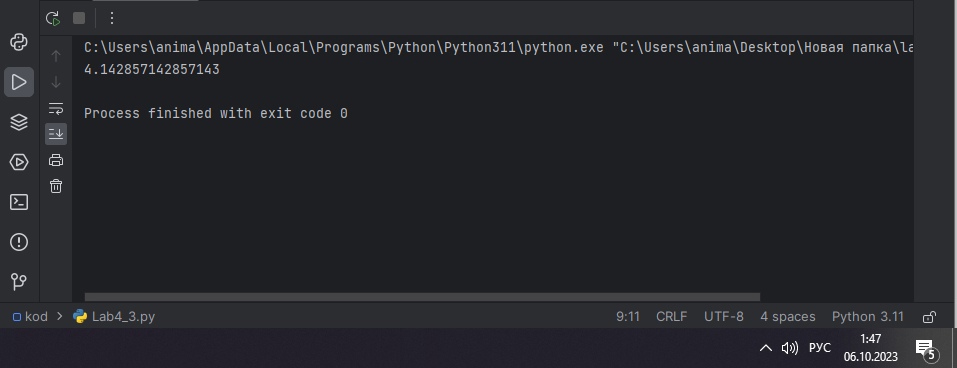 C:\Users\anima\AppData\Local\Programs\Python\Python311\python.exe "C:\Users\anima\Desktop\Новая папка\la
4.142857142857143
Process finished with exit code 0
kod > Lab4_3.py 9:11 CRLF UTF-8 4 spaces Python 3.11
РУС 1:47
06.10.2023 5